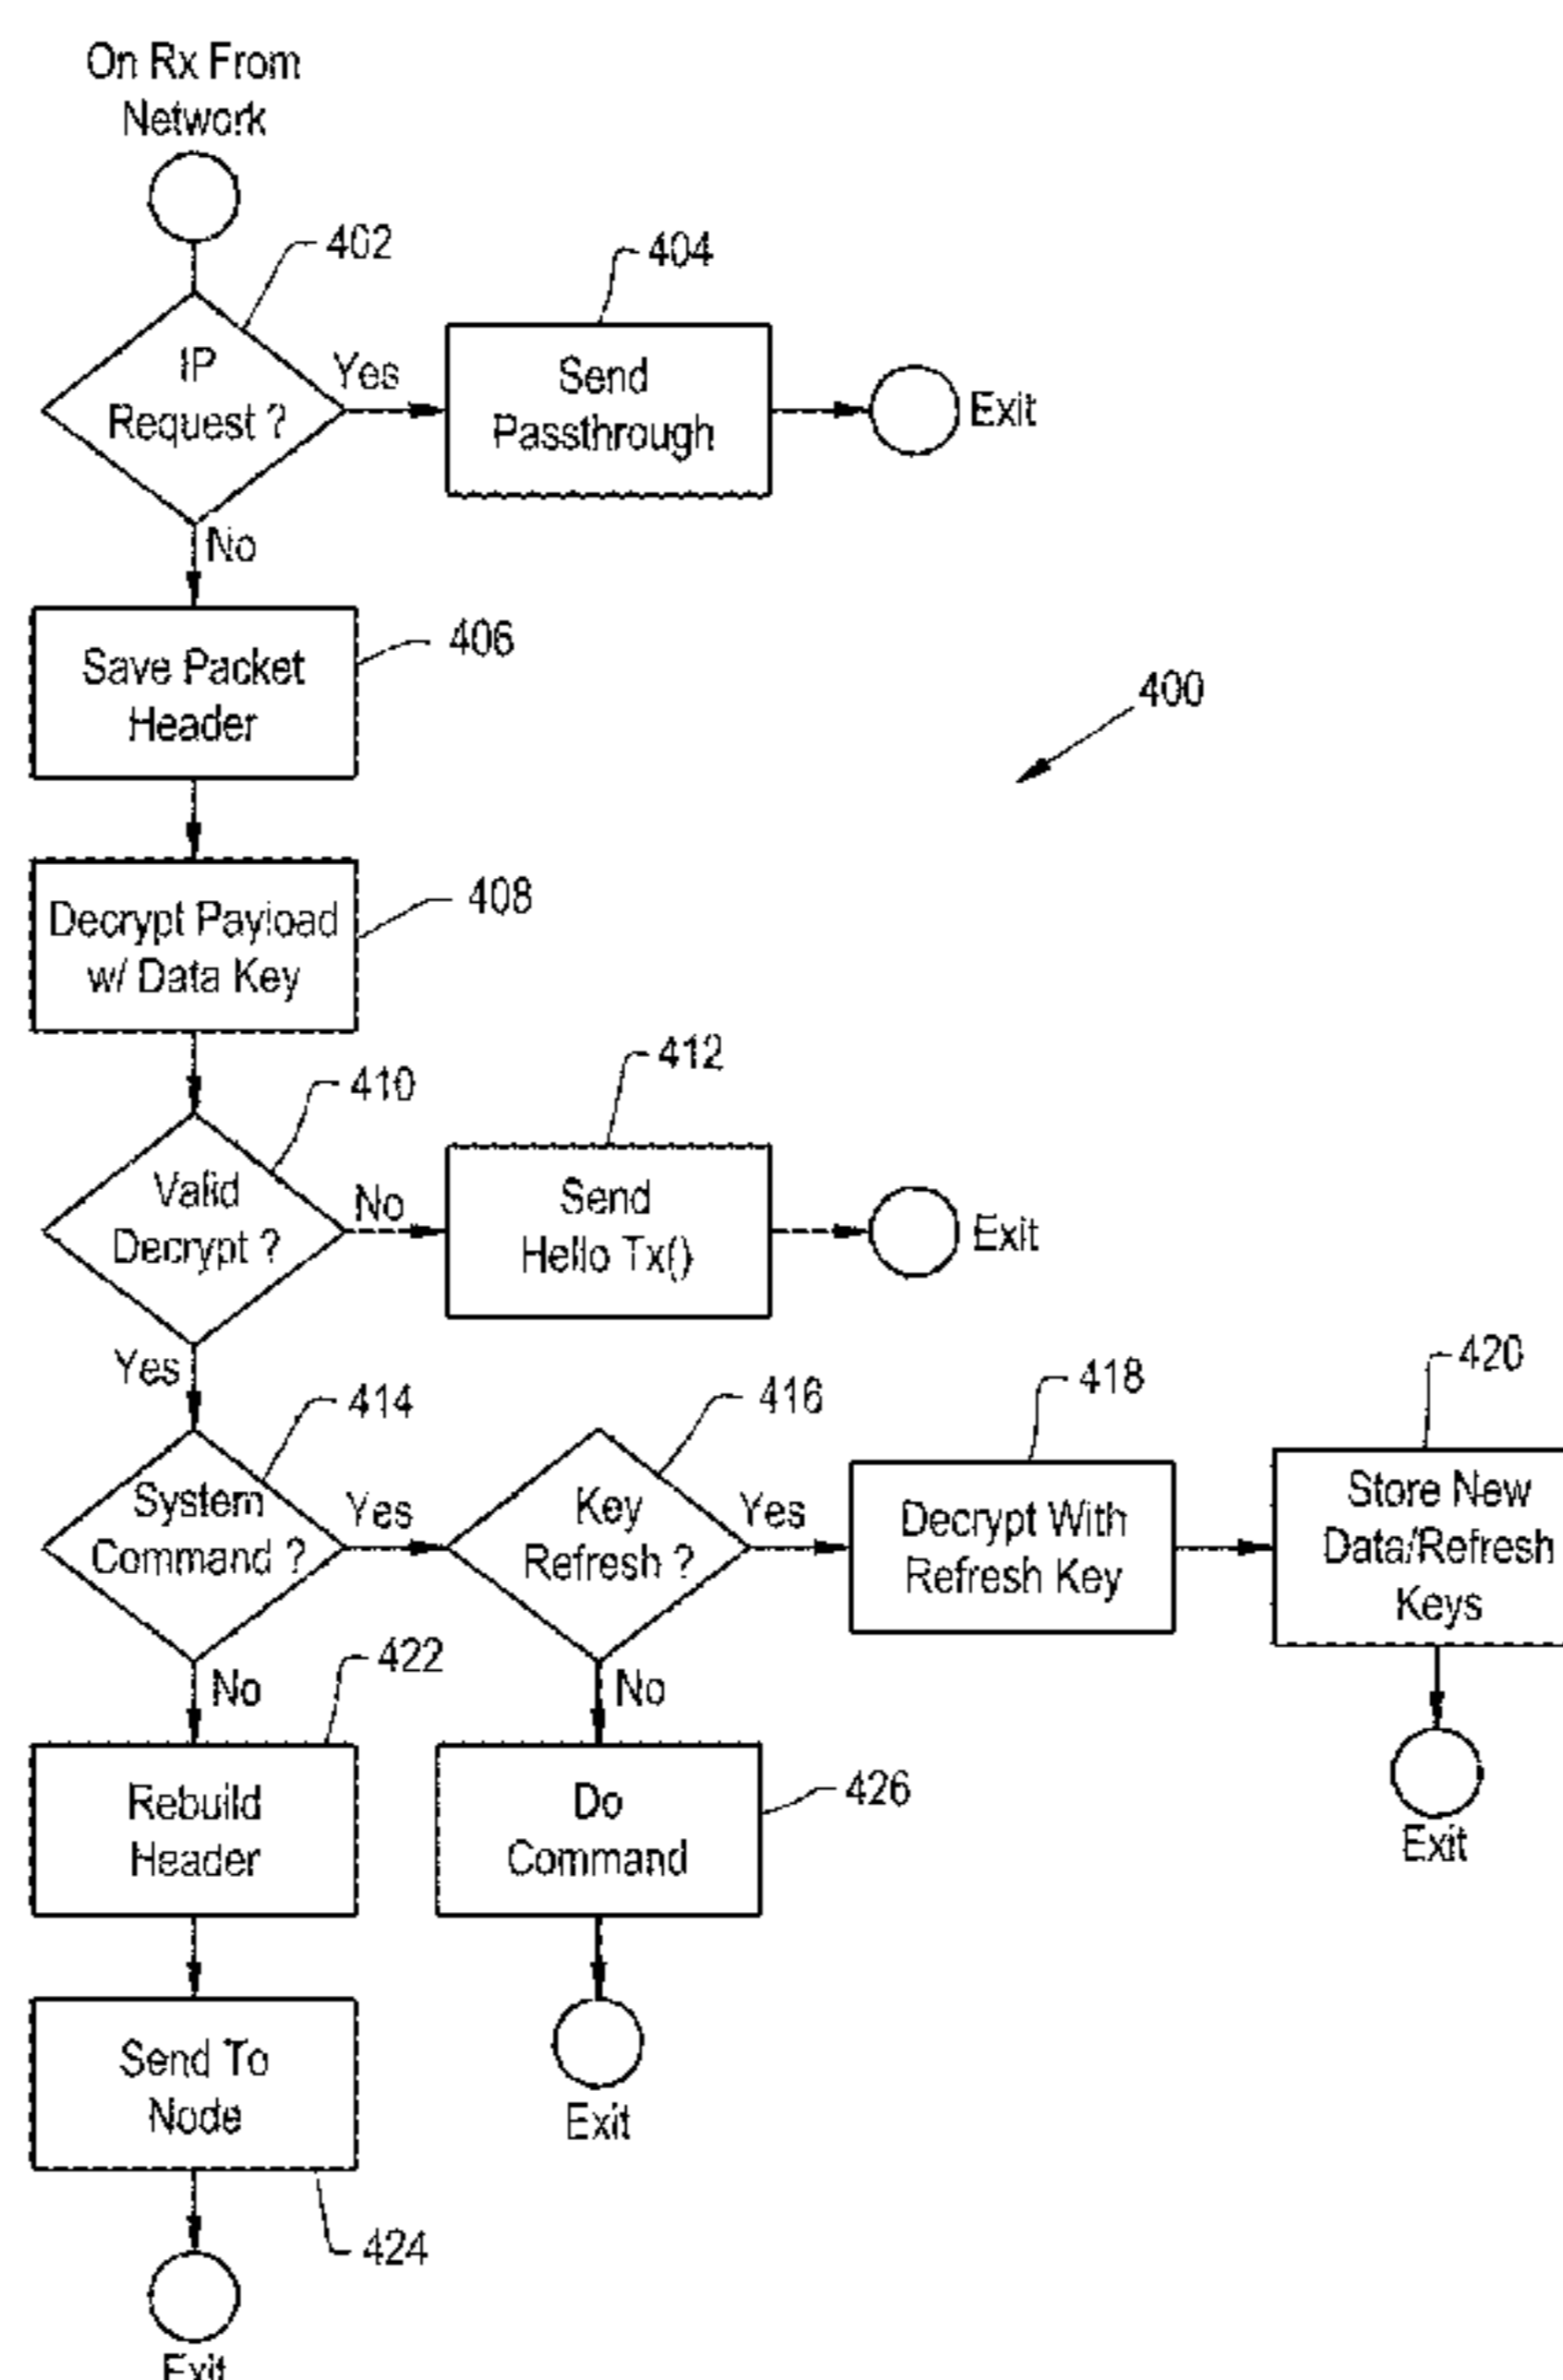 On Rx From
Network
402
IP
Request ?
Yes
404
Send
Passthrough
Exit
No
Save Packet
Header
406
400
Decrypt Payload
w/ Data Key
408
410
Valid
Decrypt ?
No
412
Send
Hello Tx()
Exit
Yes
414
System
Command ?
Yes
416
Key
Refresh ?
Yes
418
Decrypt With
Refresh Key
420
Store New
Data/Refresh
Keys
Exit
No
422
Rebuild
Header
No
Do
Command
426
Exit
Send To
Node
424
Exit